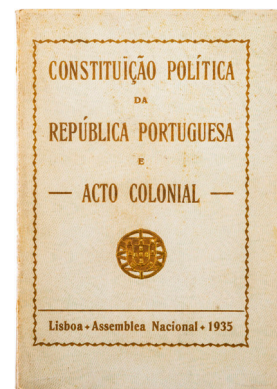 CONSTITUIÇÃO POLÍTICA
DA
REPÚBLICA PORTUGUESA
E
— ACTO COLONIAL —
Lisboa + Assemblea Nacional + 1935